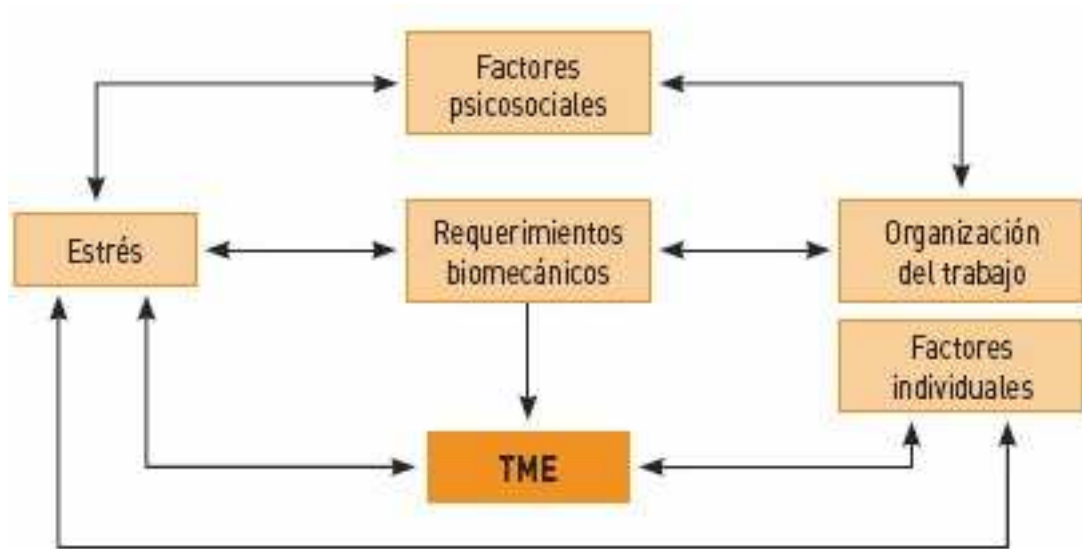 Factores
psicosociales
Estrés
Requerimientos
biomecánicos
Organización
del trabajo
Factores
individuales
TME